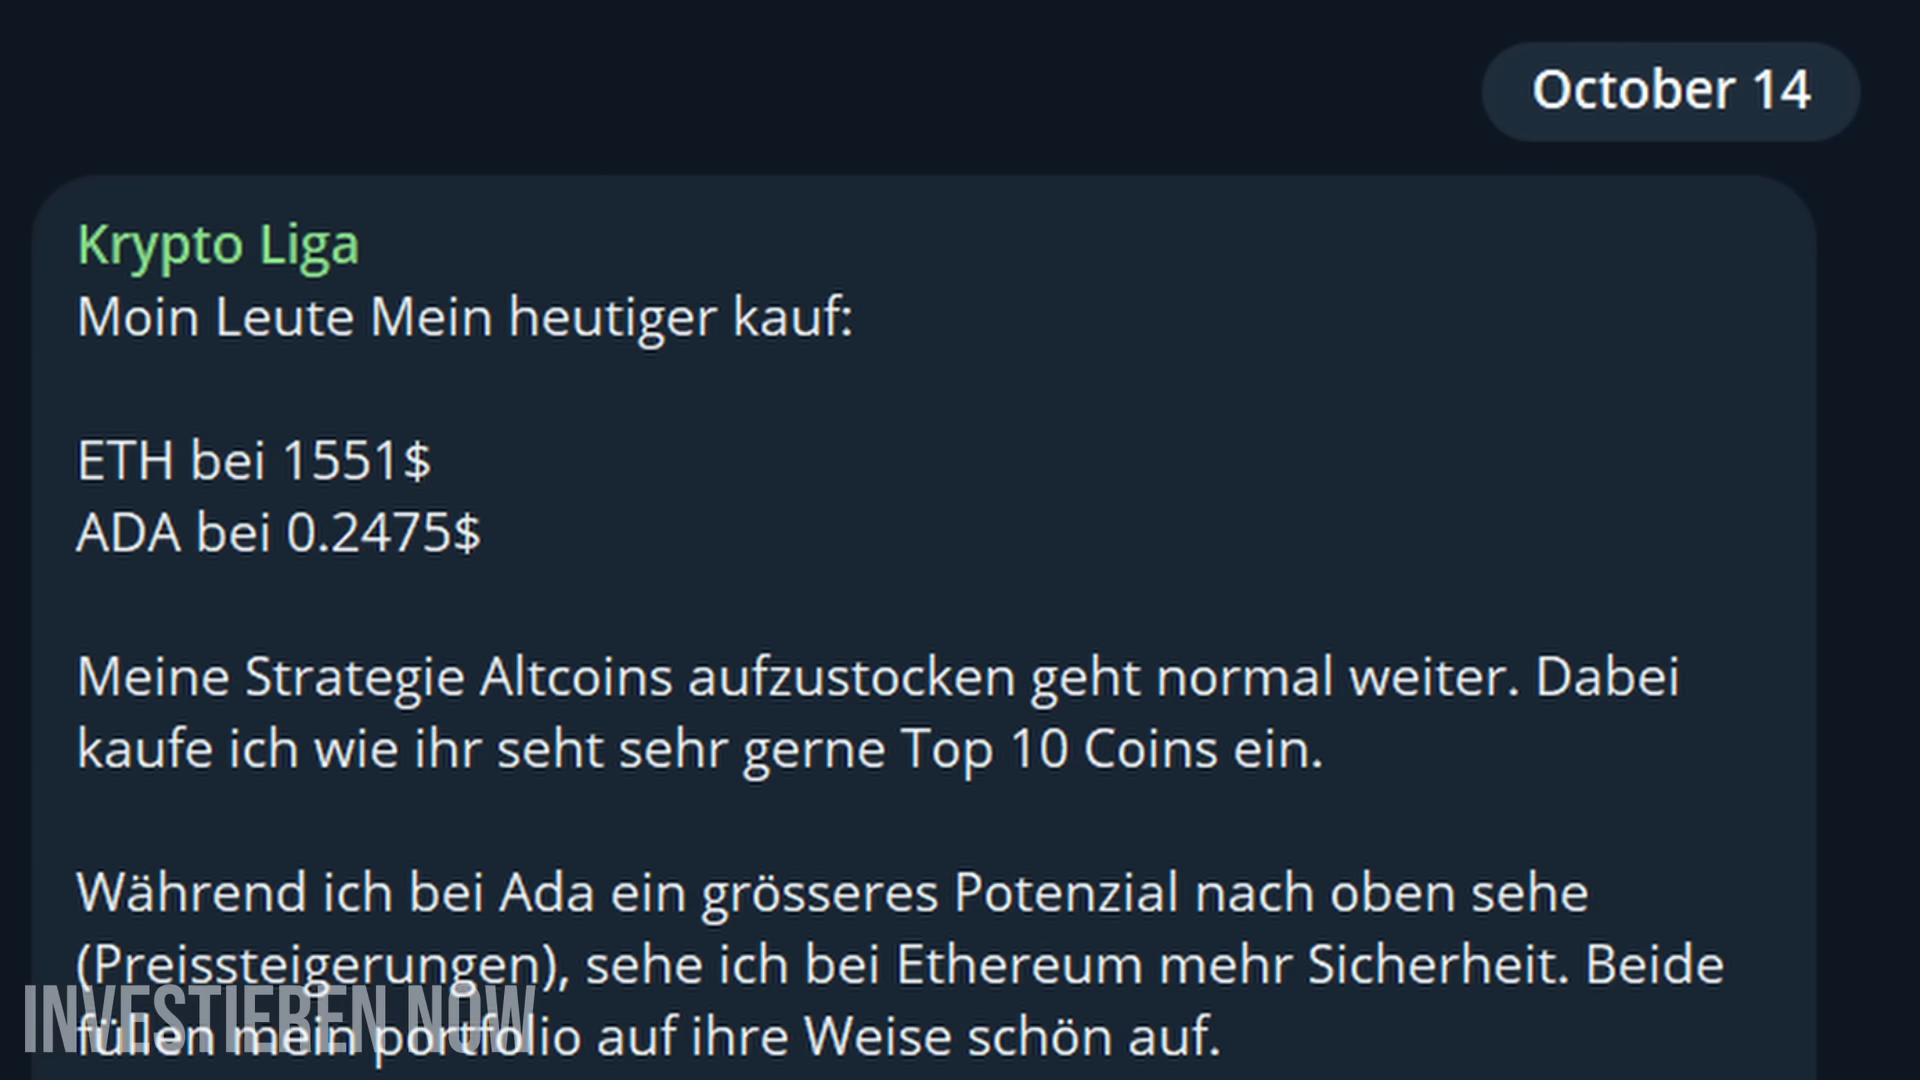 October 14
Krypto Liga
Moin Leute Mein heutiger kauf:
ETH bei 1551$
ADA bei 0.2475$
Meine Strategie Altcoins aufzustocken geht normal weiter. Dabei
kaufe ich wie ihr seht sehr gerne Top 10 Coins ein.
Während ich bei Ada ein grösseres Potenzial nach oben sehe
(Preissteigerungen), sehe ich bei Ethereum mehr Sicherheit. Beide
füllen mein portfolio auf ihre Weise schön auf.
INVESTIEREN NOW